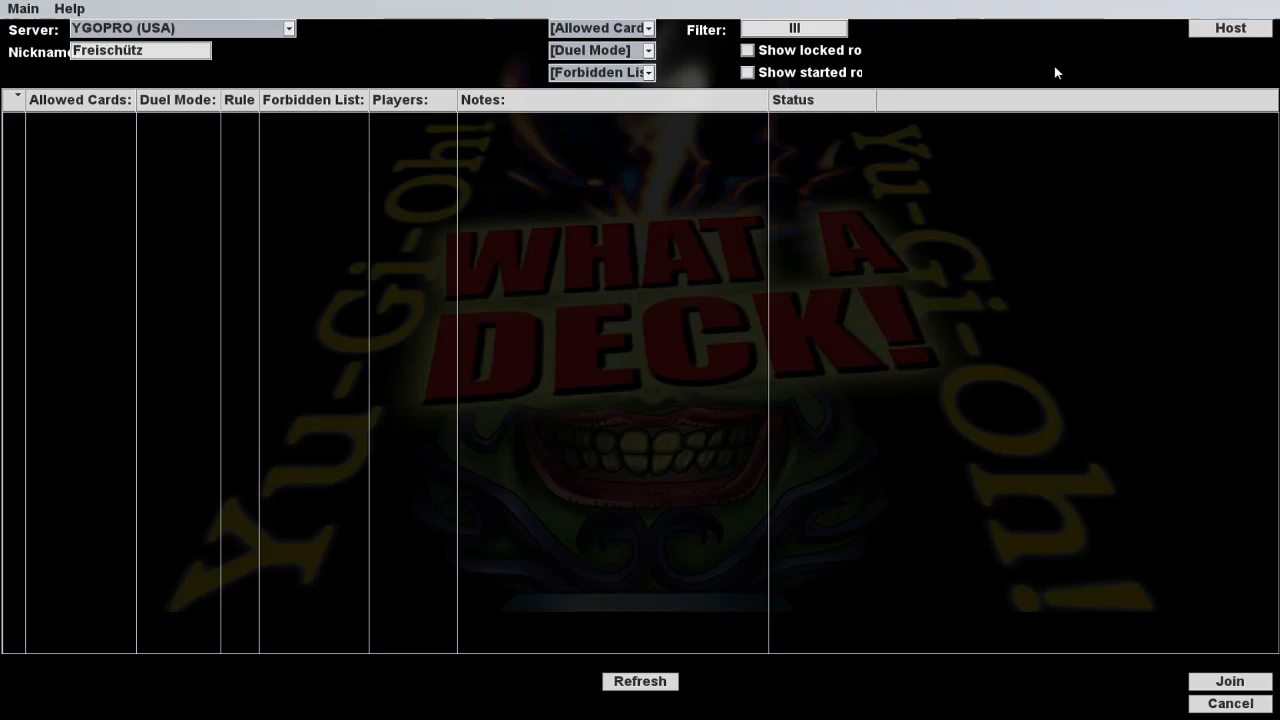 Main Help
Server: YGOPRO (USA) [Allowed Card Filter: III Host
Nicknam Freischütz [Duel Mode] Show locked ro
[Forbidden Lis Show started ro
Allowed Cards: Duel Mode: Rule Forbidden List: Players: Notes: Status
Yu-Gi-Oh!
WHAT A
DECK!
Yu-Gi-Oh!
Refresh
Join
Cancel